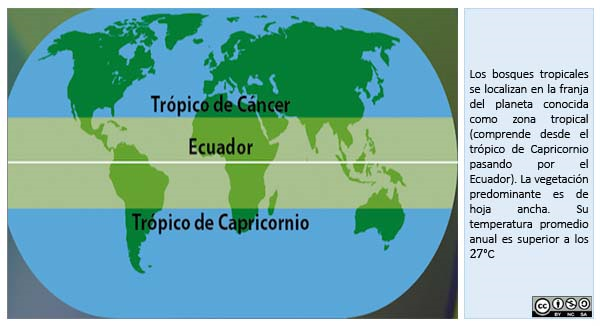 Trópico de Cáncer
Ecuador
Trópico de Capricornio
Los bosques tropicales
se localizan en la franja
del planeta conocida
como zona tropical
(comprende desde el
trópico de Capricornio
pasando por el
Ecuador). La vegetación
predominante es de
hoja ancha. Su
temperatura promedio
anual es superior a los
27°C
cc
BY NC SA